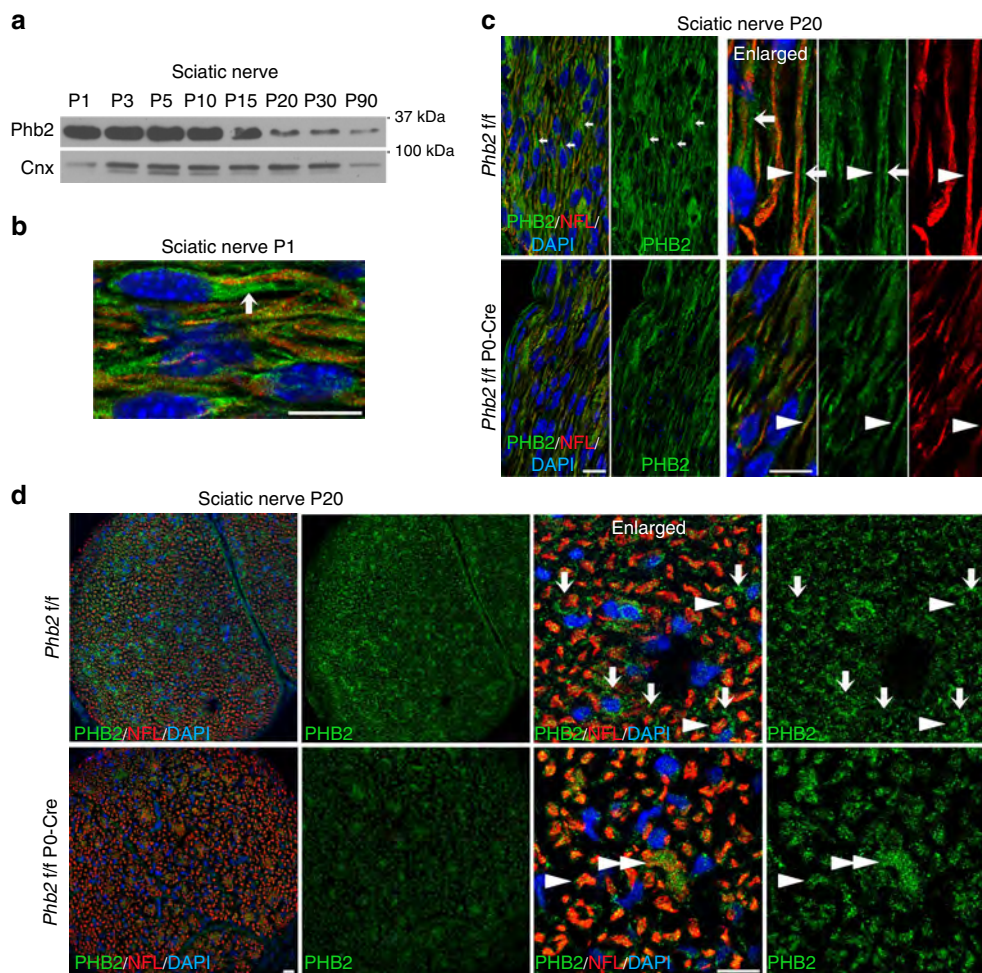 a
Sciatic nerve
P1 P3 P5 P10 P15 P20 P30 P90
Phb2
37 kDa
100 kDa
Cnx
b
Sciatic nerve P1
c
Sciatic nerve P20
Enlarged
Phb2 f/f
PHB2/NFL/
DAPI
PHB2
Phb2 f/f P0-Cre
PHB2/NFL/
DAPI
PHB2
d
Sciatic nerve P20
Enlarged
Phb2 f/f
PHB2/NFL/DAPI
PHB2
PHB2/NFL/DAPI
PHB2
Phb2 f/f P0-Cre
PHB2/NFL/DAPI
PHB2
PHB2/NFL/DAPI
PHB2